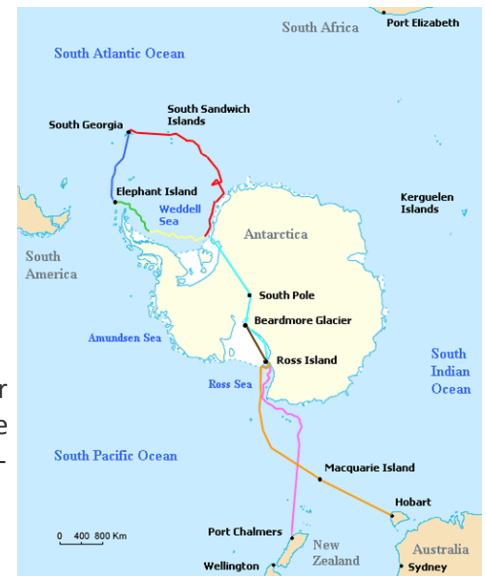 South Africa
Port Elizabeth
South Atlantic Ocean
South Sandwich
Islands
South Georgia
Elephant Island
Weddell
Sea
Kerguelen
Islands
Antarctica
South
America
South Pole
Beardmore Glacier
Amundsen Sea
Ross Island
Ross Sea
South
Indian
Ocean
r
e
-
South Pacific Ocean
Macquarie Island
Hobart
0 400 800 Km
Port Chalmers
New
Zealand
Australia
Wellington
Sydney